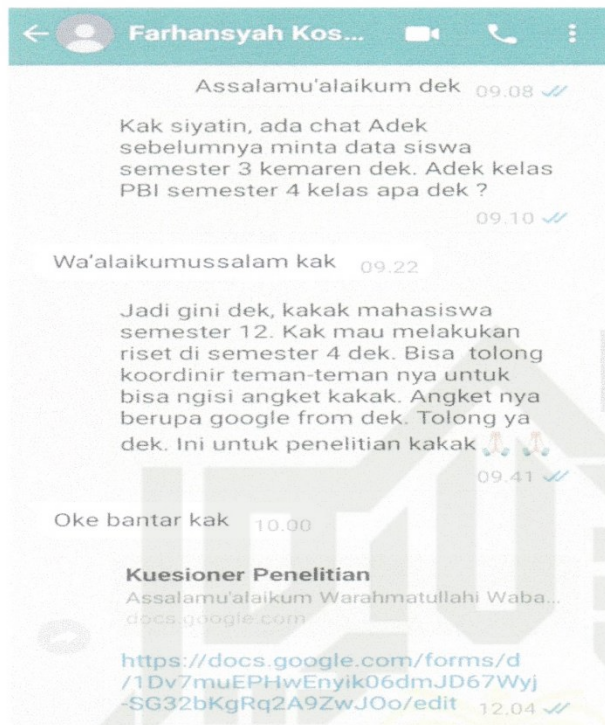 Farhansyah Kos...
Assalamu'alaikum dek 09.08
Kak siyatin, ada chat Adek
sebelumnya minta data siswa
semester 3 kemaren dek. Adek kelas
PBI semester 4 kelas apa dek ?
09.10
Wa'alaikumussalam kak 09.22
Jadi gini dek, kakak mahasiswa
semester 12. Kak mau melakukan
riset di semester 4 dek. Bisa tolong
koordinir teman-teman nya untuk
bisa ngisi angket kakak. Angket nya
berupa google from dek. Tolong ya
dek. Ini untuk penelitian kakak 🙏🏻 🙏🏻
09.41
Oke bantar kak 10.00
Kuesioner Penelitian
Assalamu'alaikum Warahmatullahi Waba...
docs.google.com
https://docs.google.com/forms/d
/1Dv7muEPHwEnyik06dmJD67Wyj
-SG32bKgRq2A9ZwJOo/edit 12.04